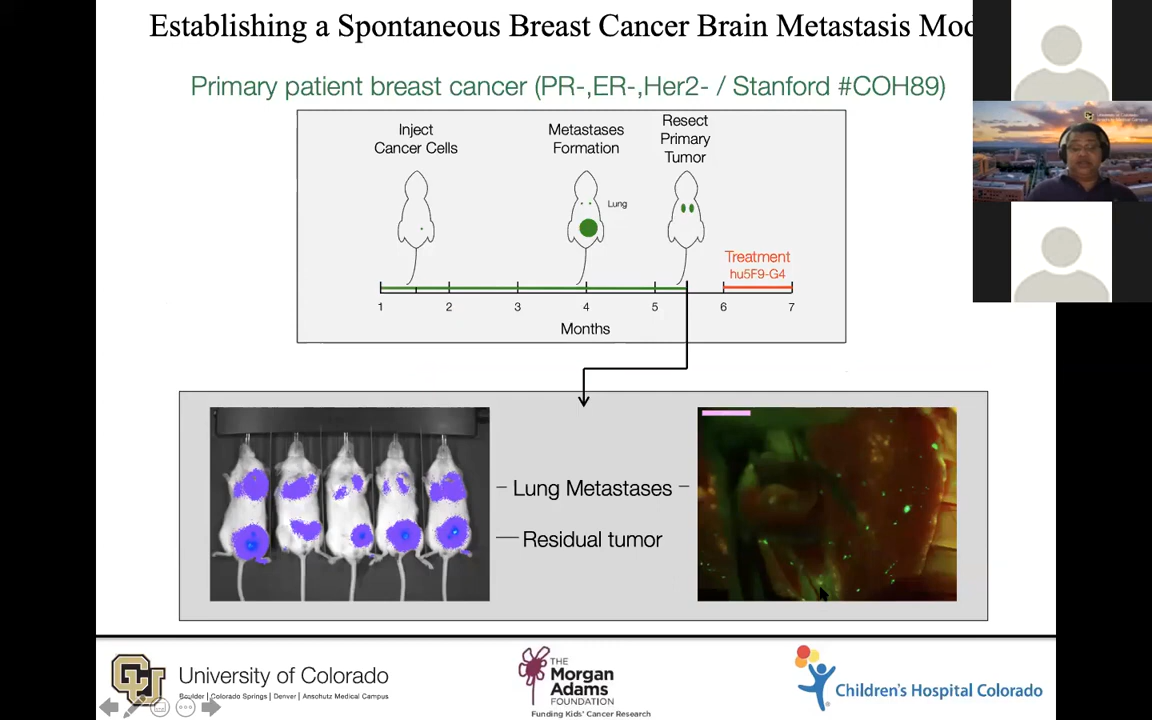 Establishing a Spontaneous Breast Cancer Brain Metastasis Mod
Primary patient breast cancer (PR-,ER-,Her2- / Stanford #COH89)
Inject
Cancer Cells
Metastases
Formation
Resect
Primary
Tumor
Lung
Treatment
hu5F9-G4
1 2 3 4 5 6 7
Months
Lung Metastases
Residual tumor
CU
University of Colorado
Boulder | Colorado Springs | Denver | Anschutz Medical Campus
THE
Morgan
Adams
FOUNDATION
Funding Kids' Cancer Research
Children's Hospital Colorado